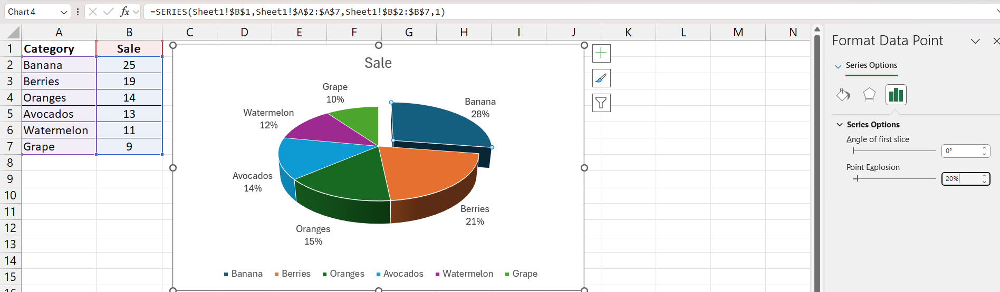 Chart 4
fx
=SERIES(Sheet1!$B$1,Sheet1!$A$2:$A$7,Sheet1!$B$2:$B$7,1)
A B C D E F G H I J K L M N
1 Category Sale
2 Banana 25
3 Berries 19
4 Oranges 14
5 Avocados 13
6 Watermelon 11
7 Grape 9
8
9
10
11
12
13
14
15
16
Sale
Grape
10%
Banana
28%
Watermelon
12%
Avocados
14%
Berries
21%
Oranges
15%
Banana Berries Oranges Avocados Watermelon Grape
Format Data Point
Series Options
Series Options
Angle of first slice
0°
Point Explosion
20%